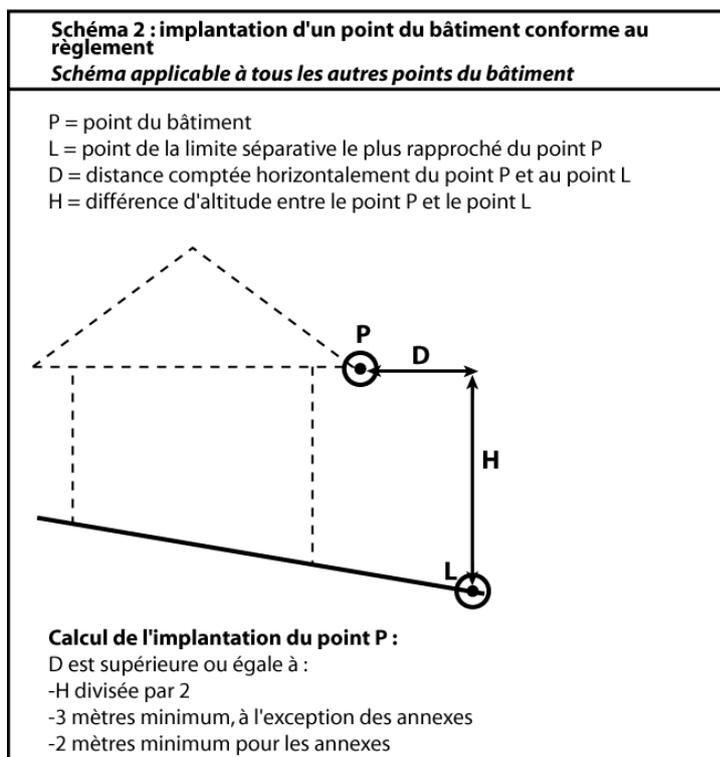 Schéma 2 : implantation d'un point du bâtiment conforme au
règlement
Schéma applicable à tous les autres points du bâtiment
P = point du bâtiment
L = point de la limite séparative le plus rapproché du point P
D = distance comptée horizontalement du point P et au point L
H = différence d'altitude entre le point P et le point L
P
D
H
L
Calcul de l'implantation du point P :
D est supérieure ou égale à :
-H divisée par 2
-3 mètres minimum, à l'exception des annexes
-2 mètres minimum pour les annexes